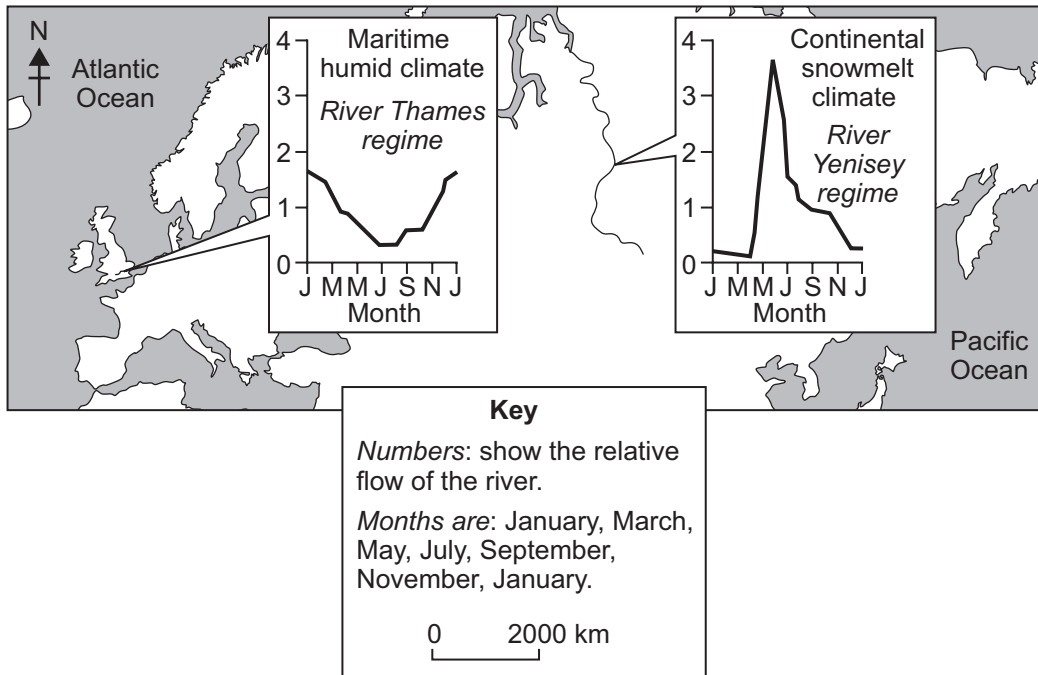 N
Atlantic
Ocean
4
3
2
1
0
Maritime
humid climate
River Thames
regime
J M M J S N J
Month
4
3
2
1
0
Continental
snowmelt
climate
River
Yenisey
regime
J M M J S N J
Month
Pacific
Ocean
Key
Numbers: show the relative
flow of the river.
Months are: January, March,
May, July, September,
November, January.
0 2000 km